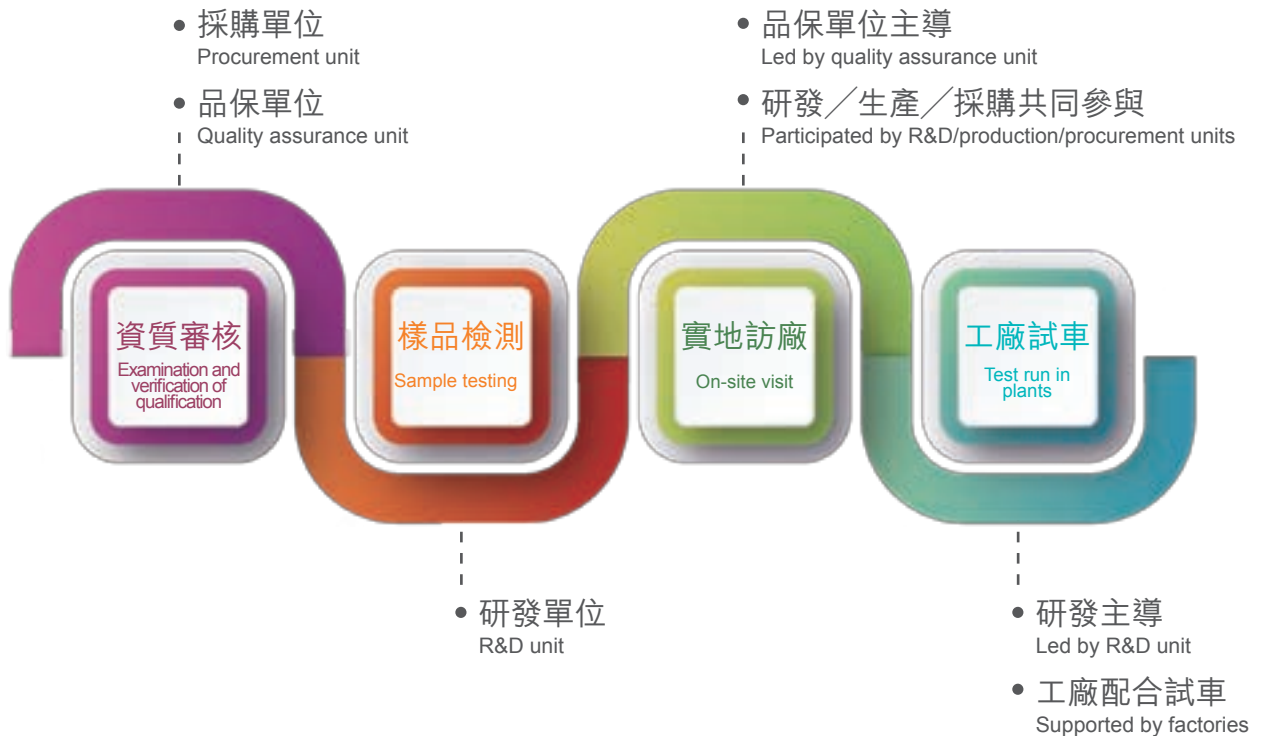 採購單位
Procurement unit
品保單位
Quality assurance unit
品保單位主導
Led by quality assurance unit
研發／生產／採購共同參與
Participated by R&D/production/procurement units
資質審核
Examination and
verification of
qualification
樣品檢測
Sample testing
實地訪廠
On-site visit
工廠試車
Test run in
plants
研發單位
R&D unit
研發主導
Led by R&D unit
工廠配合試車
Supported by factories